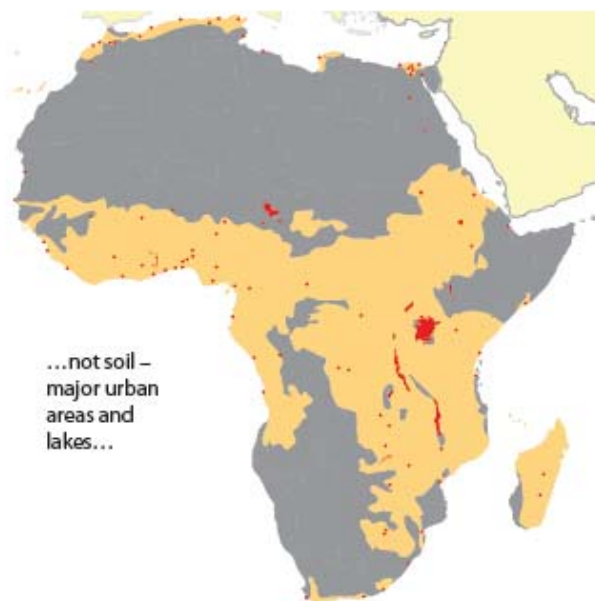 …not soil –
major urban
areas and
lakes…